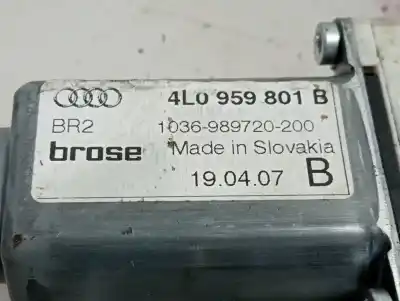 4L0 959 801 B
BR2 1036-989720-200
brose Made in Slovakia
19.04.07 B